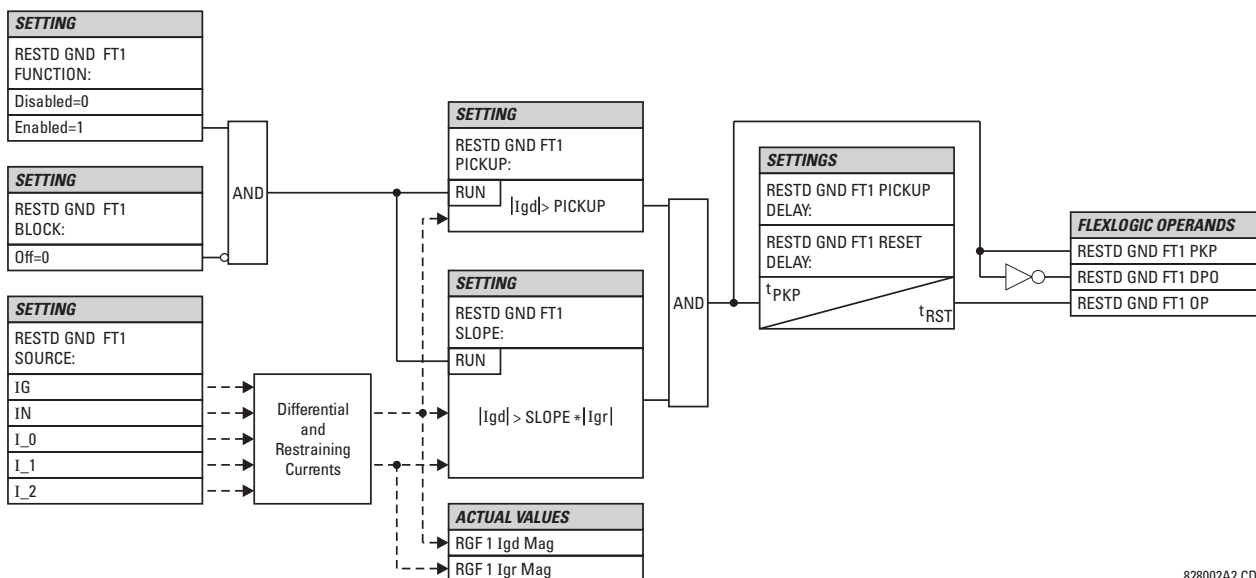 SETTING
RESTD GND FT1
FUNCTION:
Disabled=0
Enabled=1
SETTING
RESTD GND FT1
BLOCK:
Off=0
AND
SETTING
RESTD GND FT1
SOURCE:
IG
IN
I_0
I_1
I_2
Differential
and
Restraining
Currents
SETTING
RESTD GND FT1
PICKUP:
RUN
|Igd|> PICKUP
SETTING
RESTD GND FT1
SLOPE:
RUN
|Igd| > SLOPE *|Igr|
ACTUAL VALUES
RGF 1 Igd Mag
RGF 1 Igr Mag
AND
SETTINGS
RESTD GND FT1 PICKUP
DELAY:
RESTD GND FT1 RESET
DELAY:
tPKP
tRST
FLEXLOGIC OPERANDS
RESTD GND FT1 PKP
RESTD GND FT1 DPO
RESTD GND FT1 OP
828002A2.CD